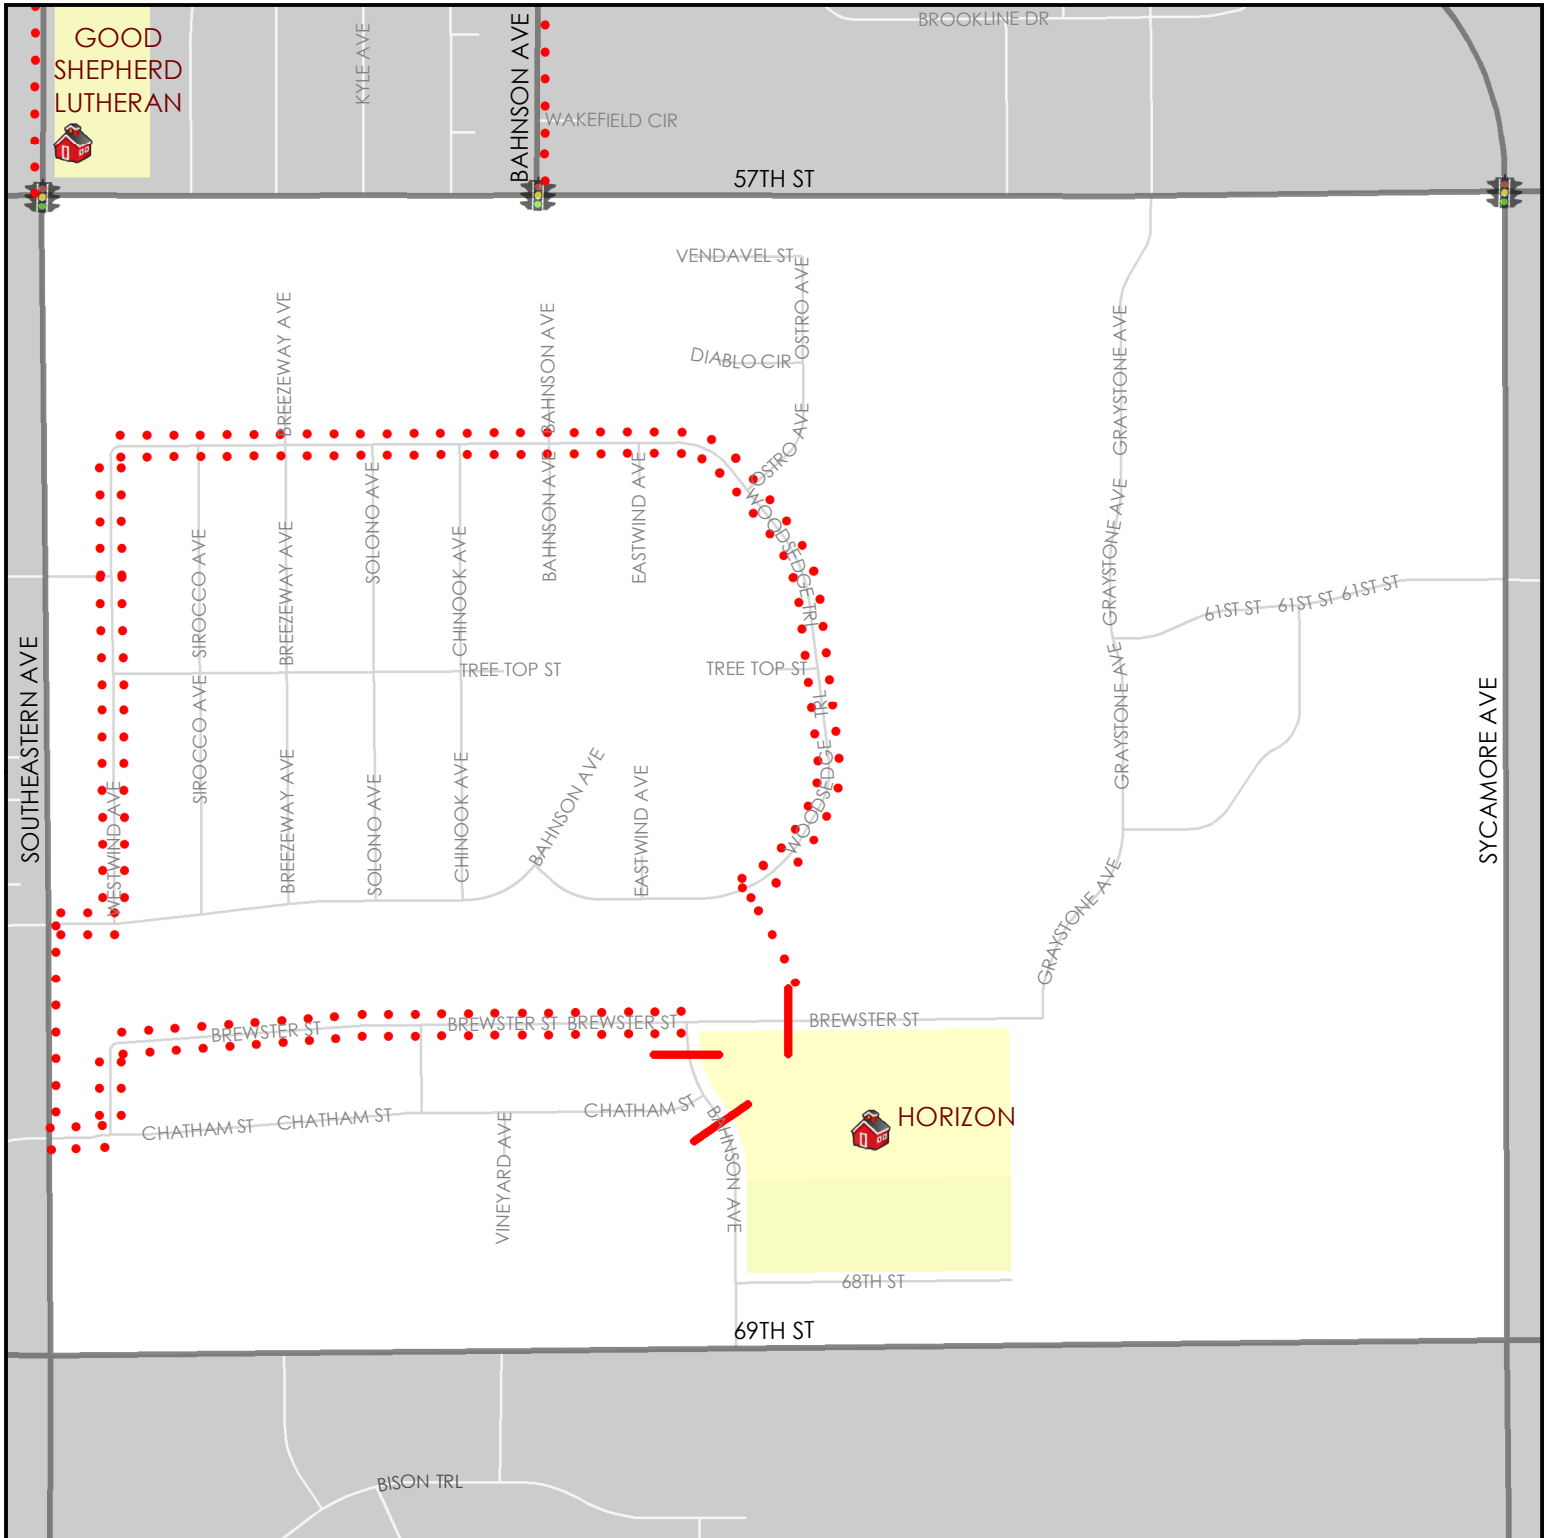 BROOKLINE DR
GOOD
SHEPHERD
LUTHERAN
KYLE AVE
BAHNSON AVE
WAKEFIELD CIR
57TH ST
VENDAVEL ST
OSTRO AVE
DIABLO CIR
BREEZEWAY AVE
BAHNSON AVE
GRAYSTONE AVE
OSTRO AVE
SOLONO AVE
BAHNSON AVE
EASTWIND AVE
WOODSEDGE TRL
GRAYSTONE AVE
SIROCCO AVE
BREEZEWAY AVE
CHINOOK AVE
61ST ST
61ST ST
61ST ST
SOUTHEASTERN AVE
TREE TOP ST
TREE TOP ST
GRAYSTONE AVE
SYCAMORE AVE
SIROCCO AVE
WOODSEDGE TRL
WESTWIND AVE
BREEZEWAY AVE
SOLONO AVE
CHINOOK AVE
BAHNSON AVE
EASTWIND AVE
GRAYSTONE AVE
BREWSTER ST
BREWSTER ST
BREWSTER ST
BREWSTER ST
CHATHAM ST
CHATHAM ST
CHATHAM ST
HORIZON
VINEYARD AVE
BAHNSON AVE
68TH ST
69TH ST
BISON TRL